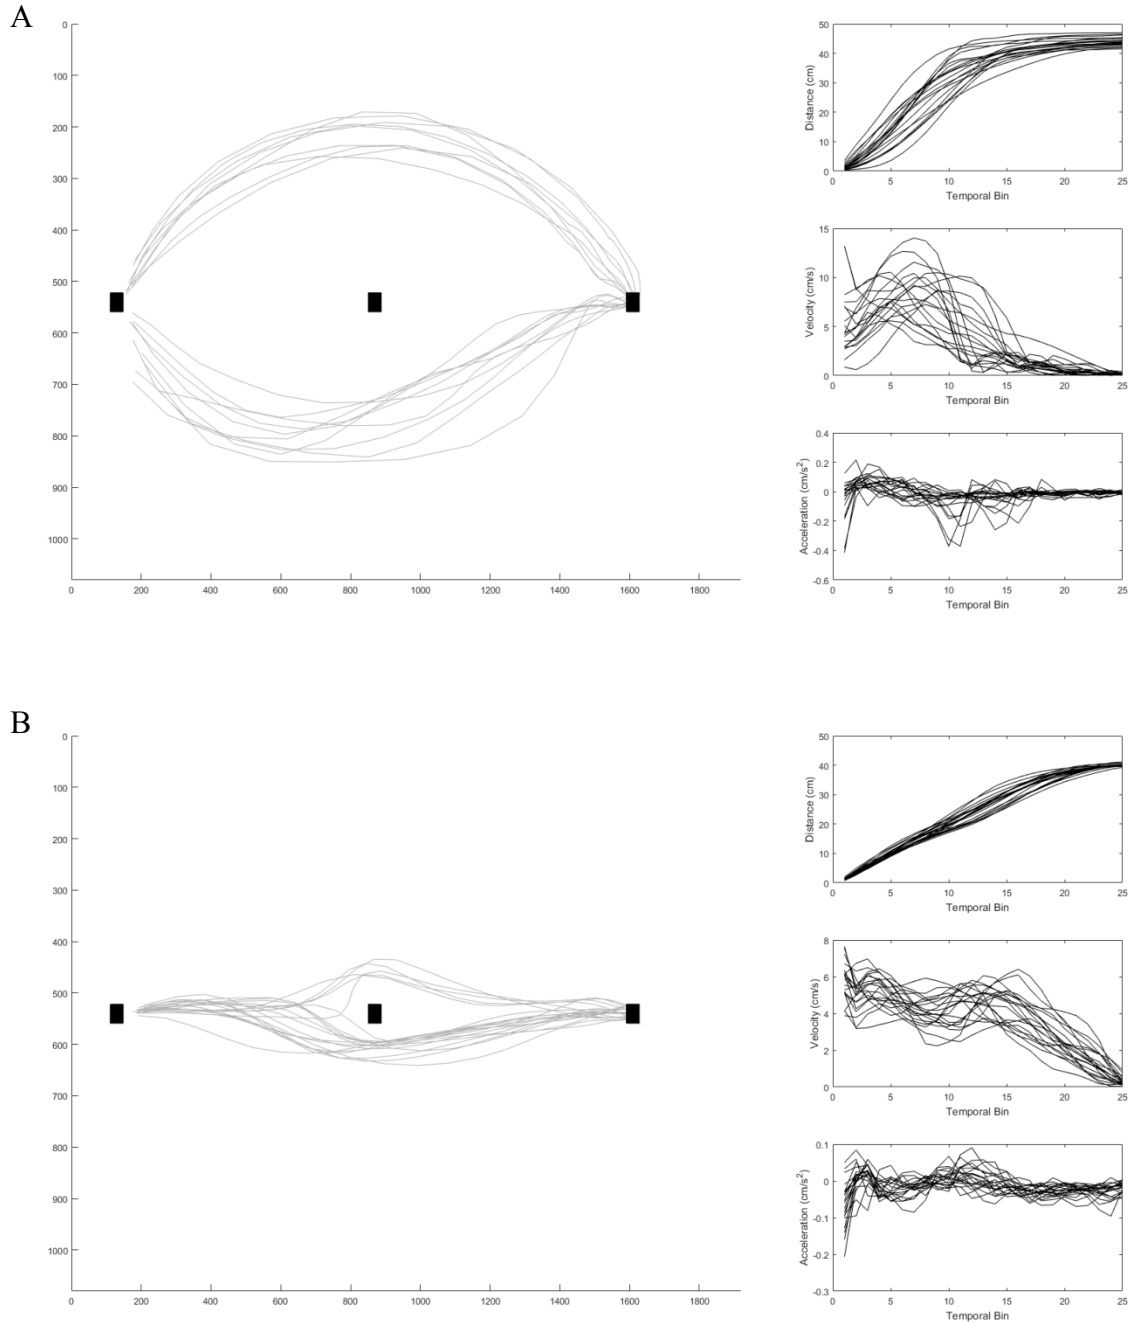 A
0
100
200
300
400
500
600
700
800
900
1000
0 200 400 600 800 1000 1200 1400 1600 1800
50
40
30
20
10
0
Distance (cm)
0 5 10 15 20 25
Temporal Bin
15
10
5
0
Velocity (cm/s)
0 5 10 15 20 25
Temporal Bin
0.4
0.2
0
-0.2
-0.4
-0.6
Acceleration (cm/s²)
0 5 10 15 20 25
Temporal Bin
B
0
100
200
300
400
500
600
700
800
900
1000
0 200 400 600 800 1000 1200 1400 1600 1800
50
40
30
20
10
0
Distance (cm)
0 5 10 15 20 25
Temporal Bin
8
6
4
2
0
Velocity (cm/s)
0 5 10 15 20 25
Temporal Bin
0.1
0
-0.1
-0.2
-0.3
Acceleration (cm/s²)
0 5 10 15 20 25
Temporal Bin